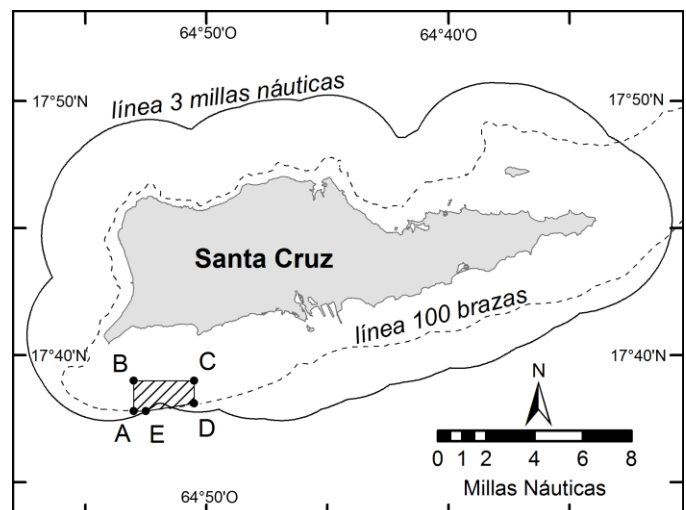 64°50'O
64°40'O
17°50'N
17°50'N
línea 3 millas náuticas
Santa Cruz
línea 100 brazas
17°40'N
17°40'N
B
C
A
E
D
N
0 1 2 4 6 8
Millas Náuticas
64°50'O